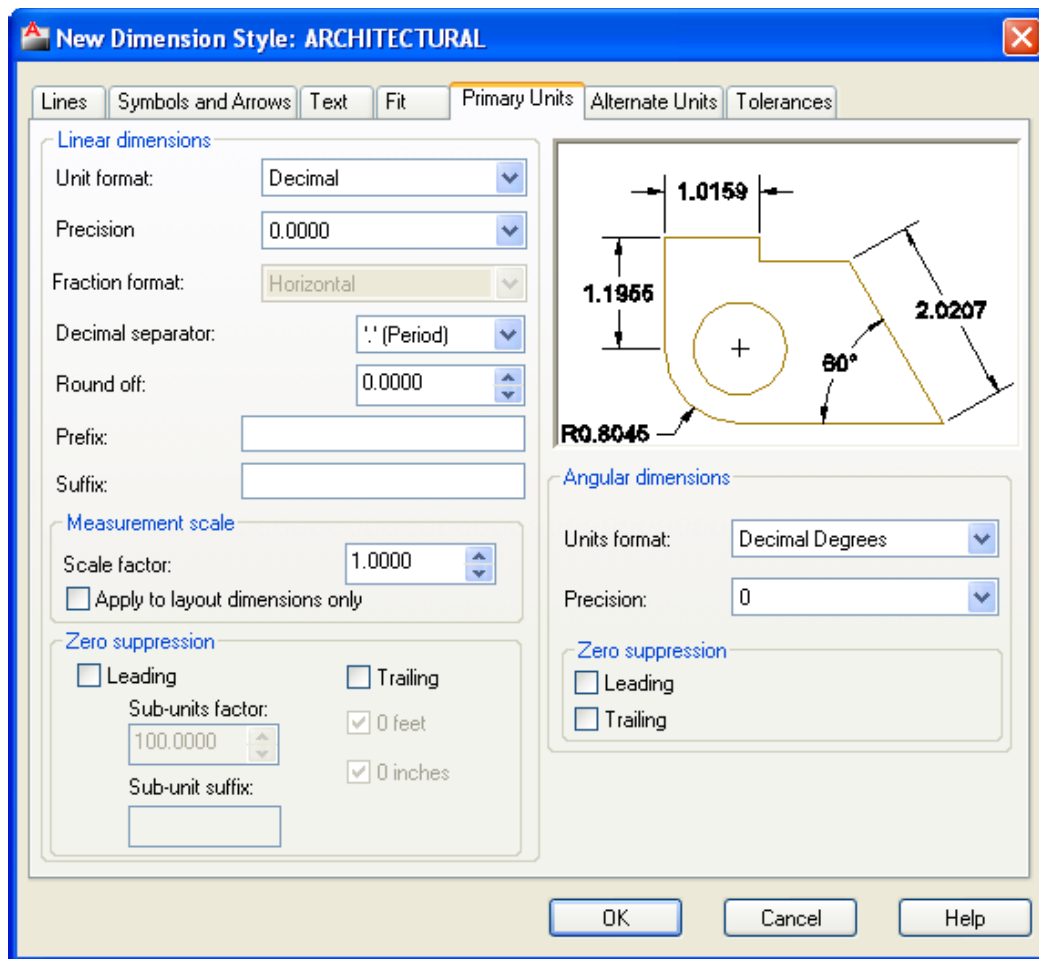 New Dimension Style: ARCHITECTURAL
Lines Symbols and Arrows Text Fit Primary Units Alternate Units Tolerances
Linear dimensions
Unit format: Decimal
Precision 0.0000
Fraction format: Horizontal
Decimal separator: '.' (Period)
Round off: 0.0000
Prefix:
Suffix:
Measurement scale
Scale factor: 1.0000
Apply to layout dimensions only
Zero suppression
Leading
Trailing
Sub-units factor:
100.0000
0 feet
0 inches
Sub-unit suffix:
1.0159
1.1955
2.0207
60°
R0.8045
Angular dimensions
Units format: Decimal Degrees
Precision: 0
Zero suppression
Leading
Trailing
OK Cancel Help